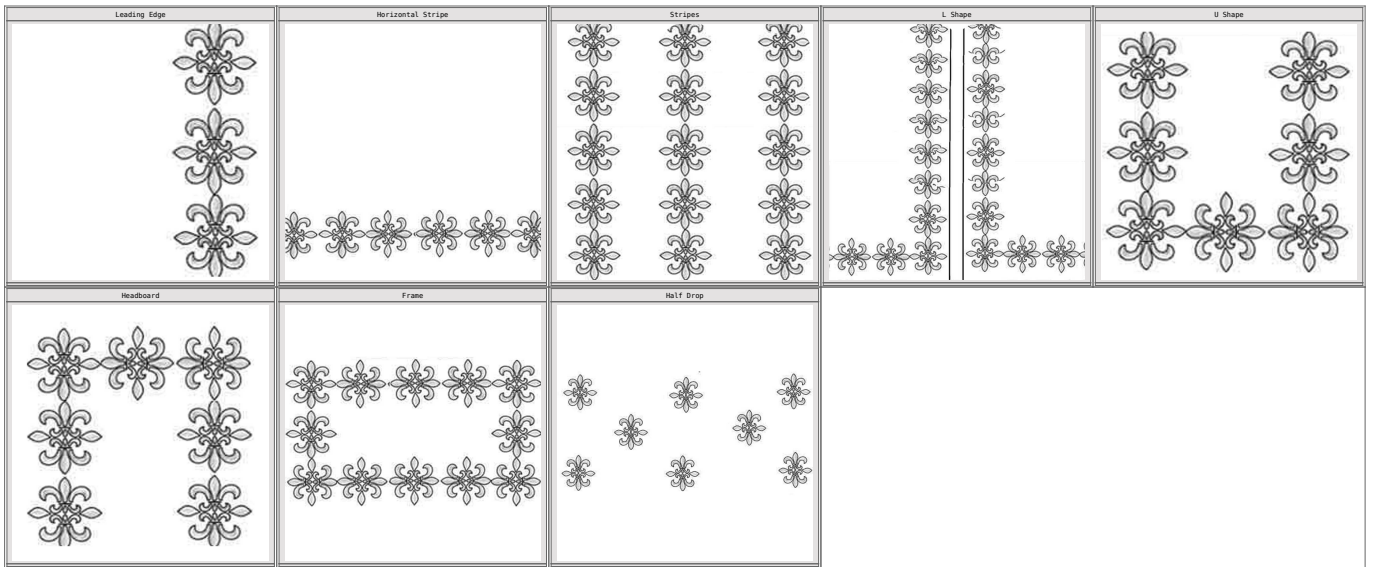 Leading Edge
Horizontal Stripe
Stripes
L Shape
U Shape
Headboard
Frame
Half Drop